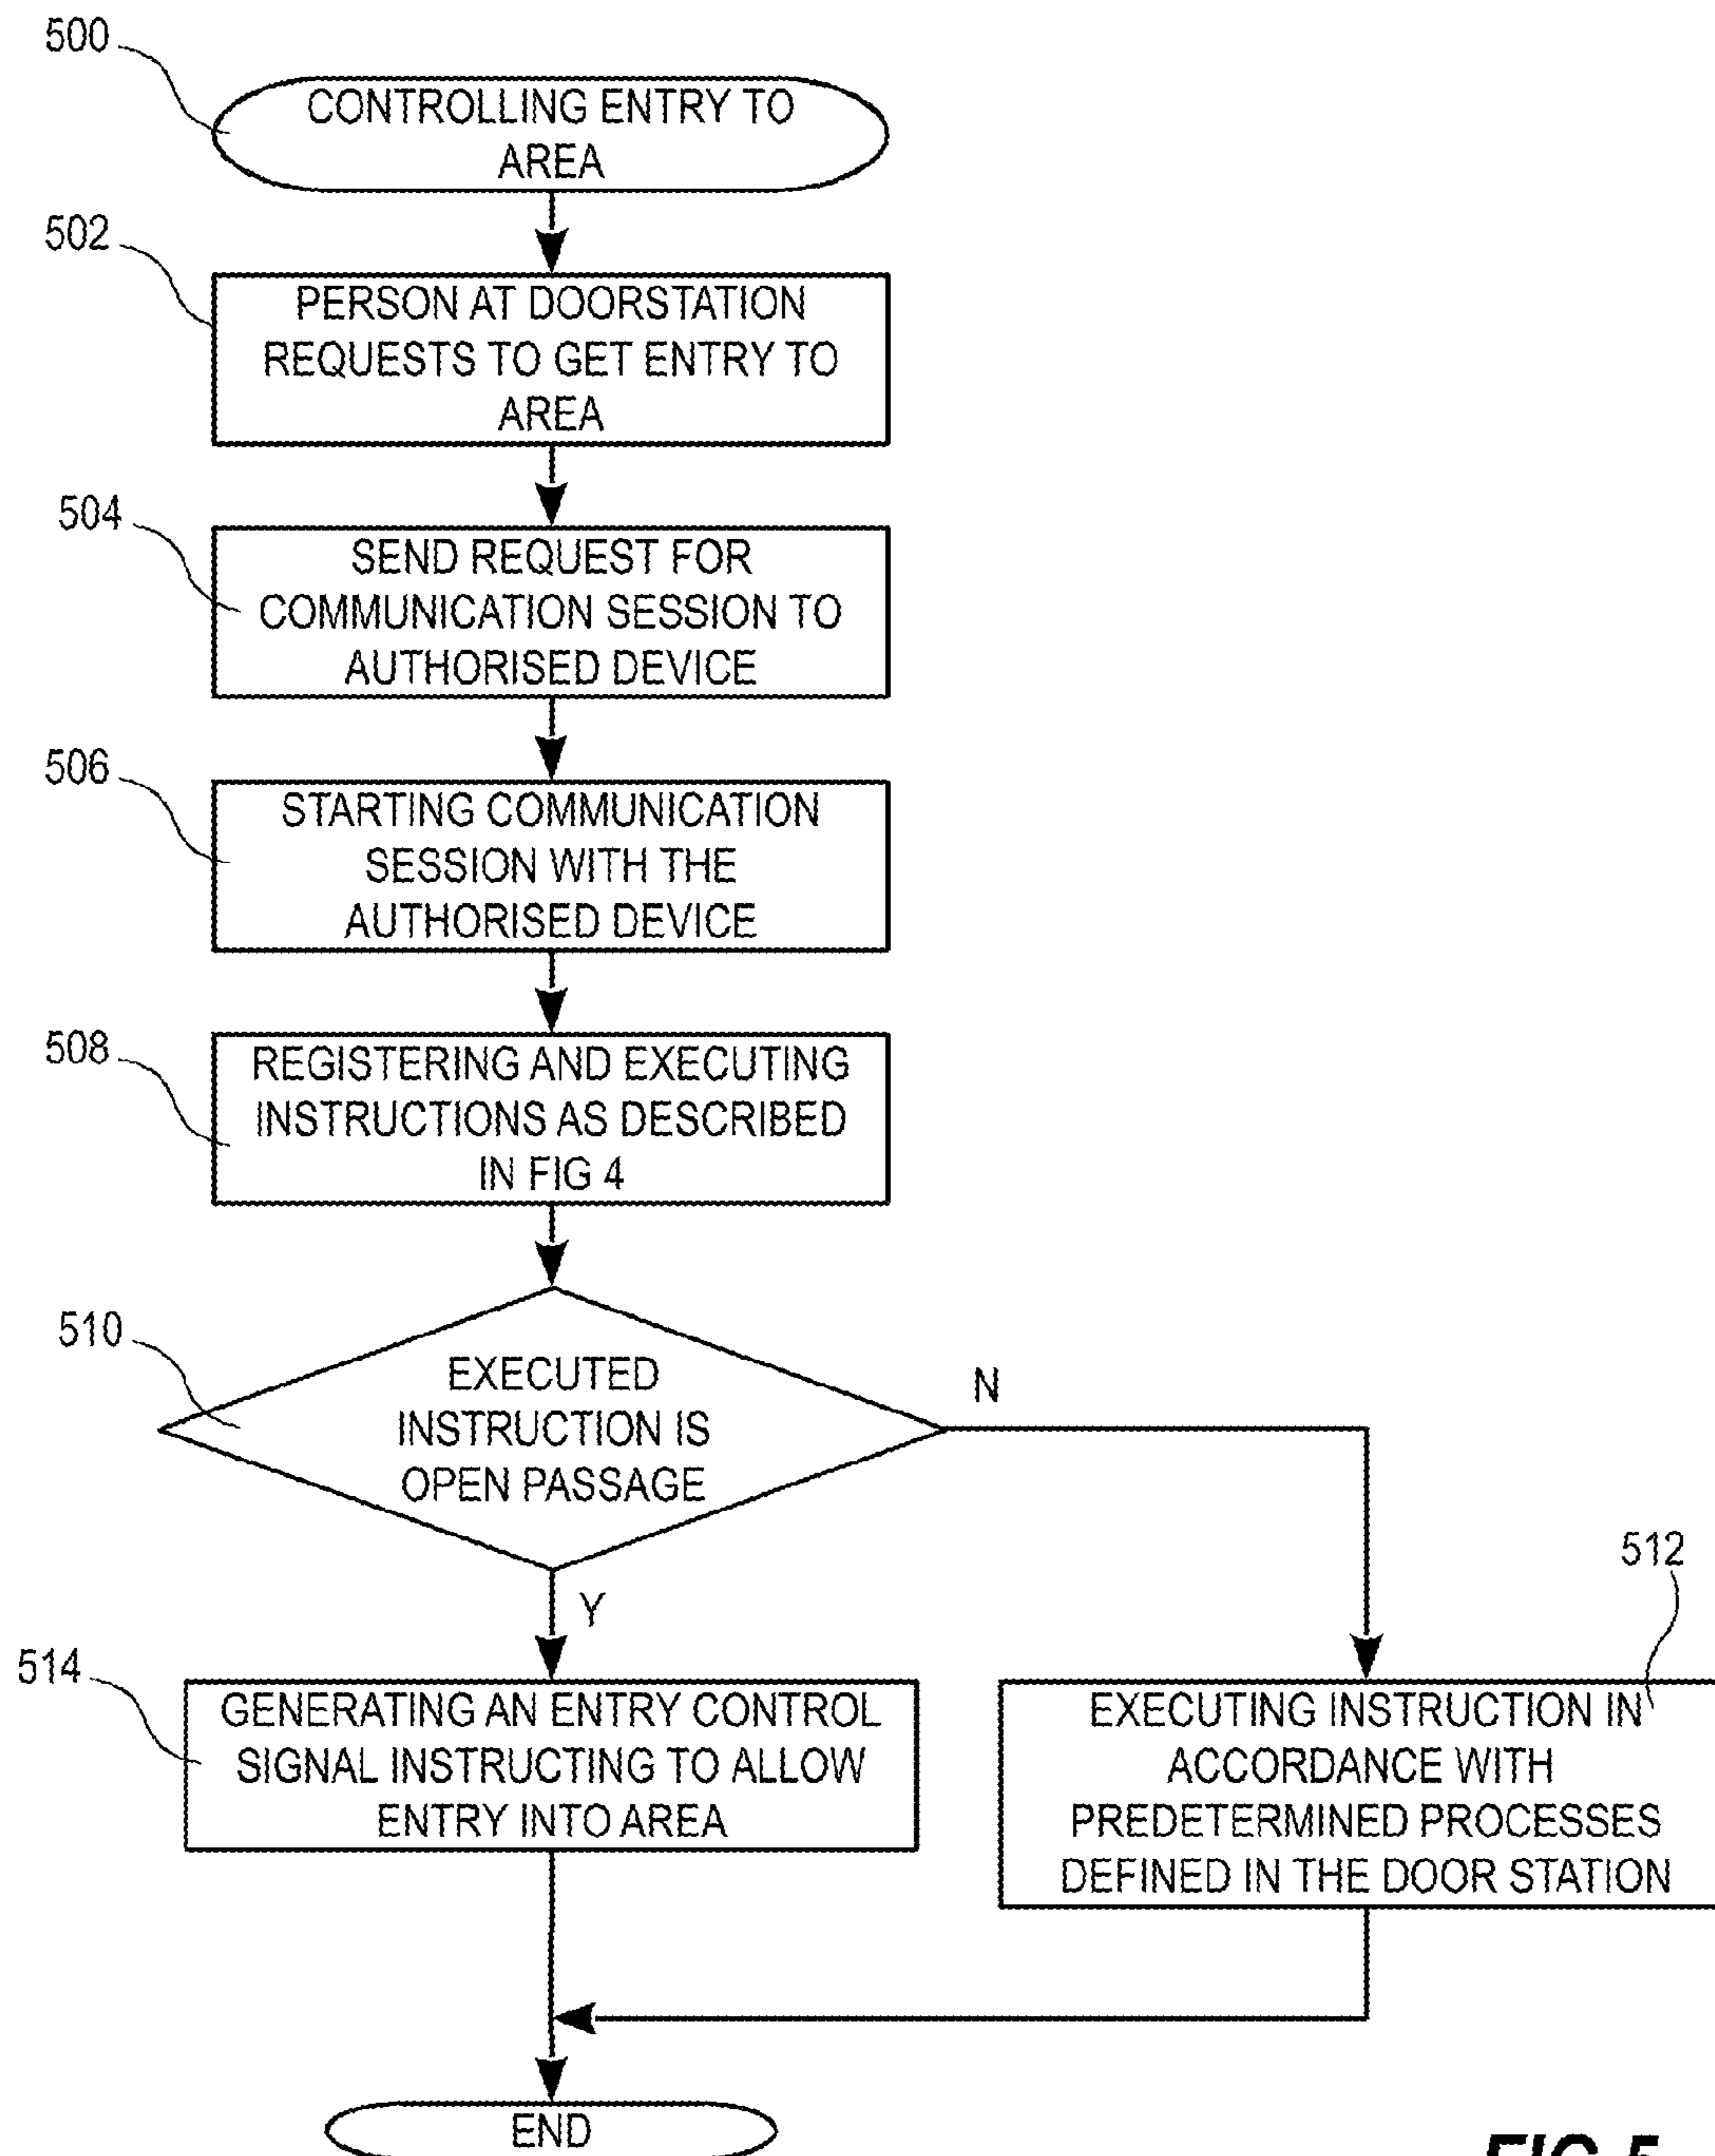 500
CONTROLLING ENTRY TO
AREA
502
PERSON AT DOORSTATION
REQUESTS TO GET ENTRY TO
AREA
504
SEND REQUEST FOR
COMMUNICATION SESSION TO
AUTHORISED DEVICE
506
STARTING COMMUNICATION
SESSION WITH THE
AUTHORISED DEVICE
508
REGISTERING AND EXECUTING
INSTRUCTIONS AS DESCRIBED
IN FIG 4
510
EXECUTED
INSTRUCTION IS
OPEN PASSAGE
N
Y
512
514
GENERATING AN ENTRY CONTROL
SIGNAL INSTRUCTING TO ALLOW
ENTRY INTO AREA
EXECUTING INSTRUCTION IN
ACCORDANCE WITH
PREDETERMINED PROCESSES
DEFINED IN THE DOOR STATION
END
FIG 5